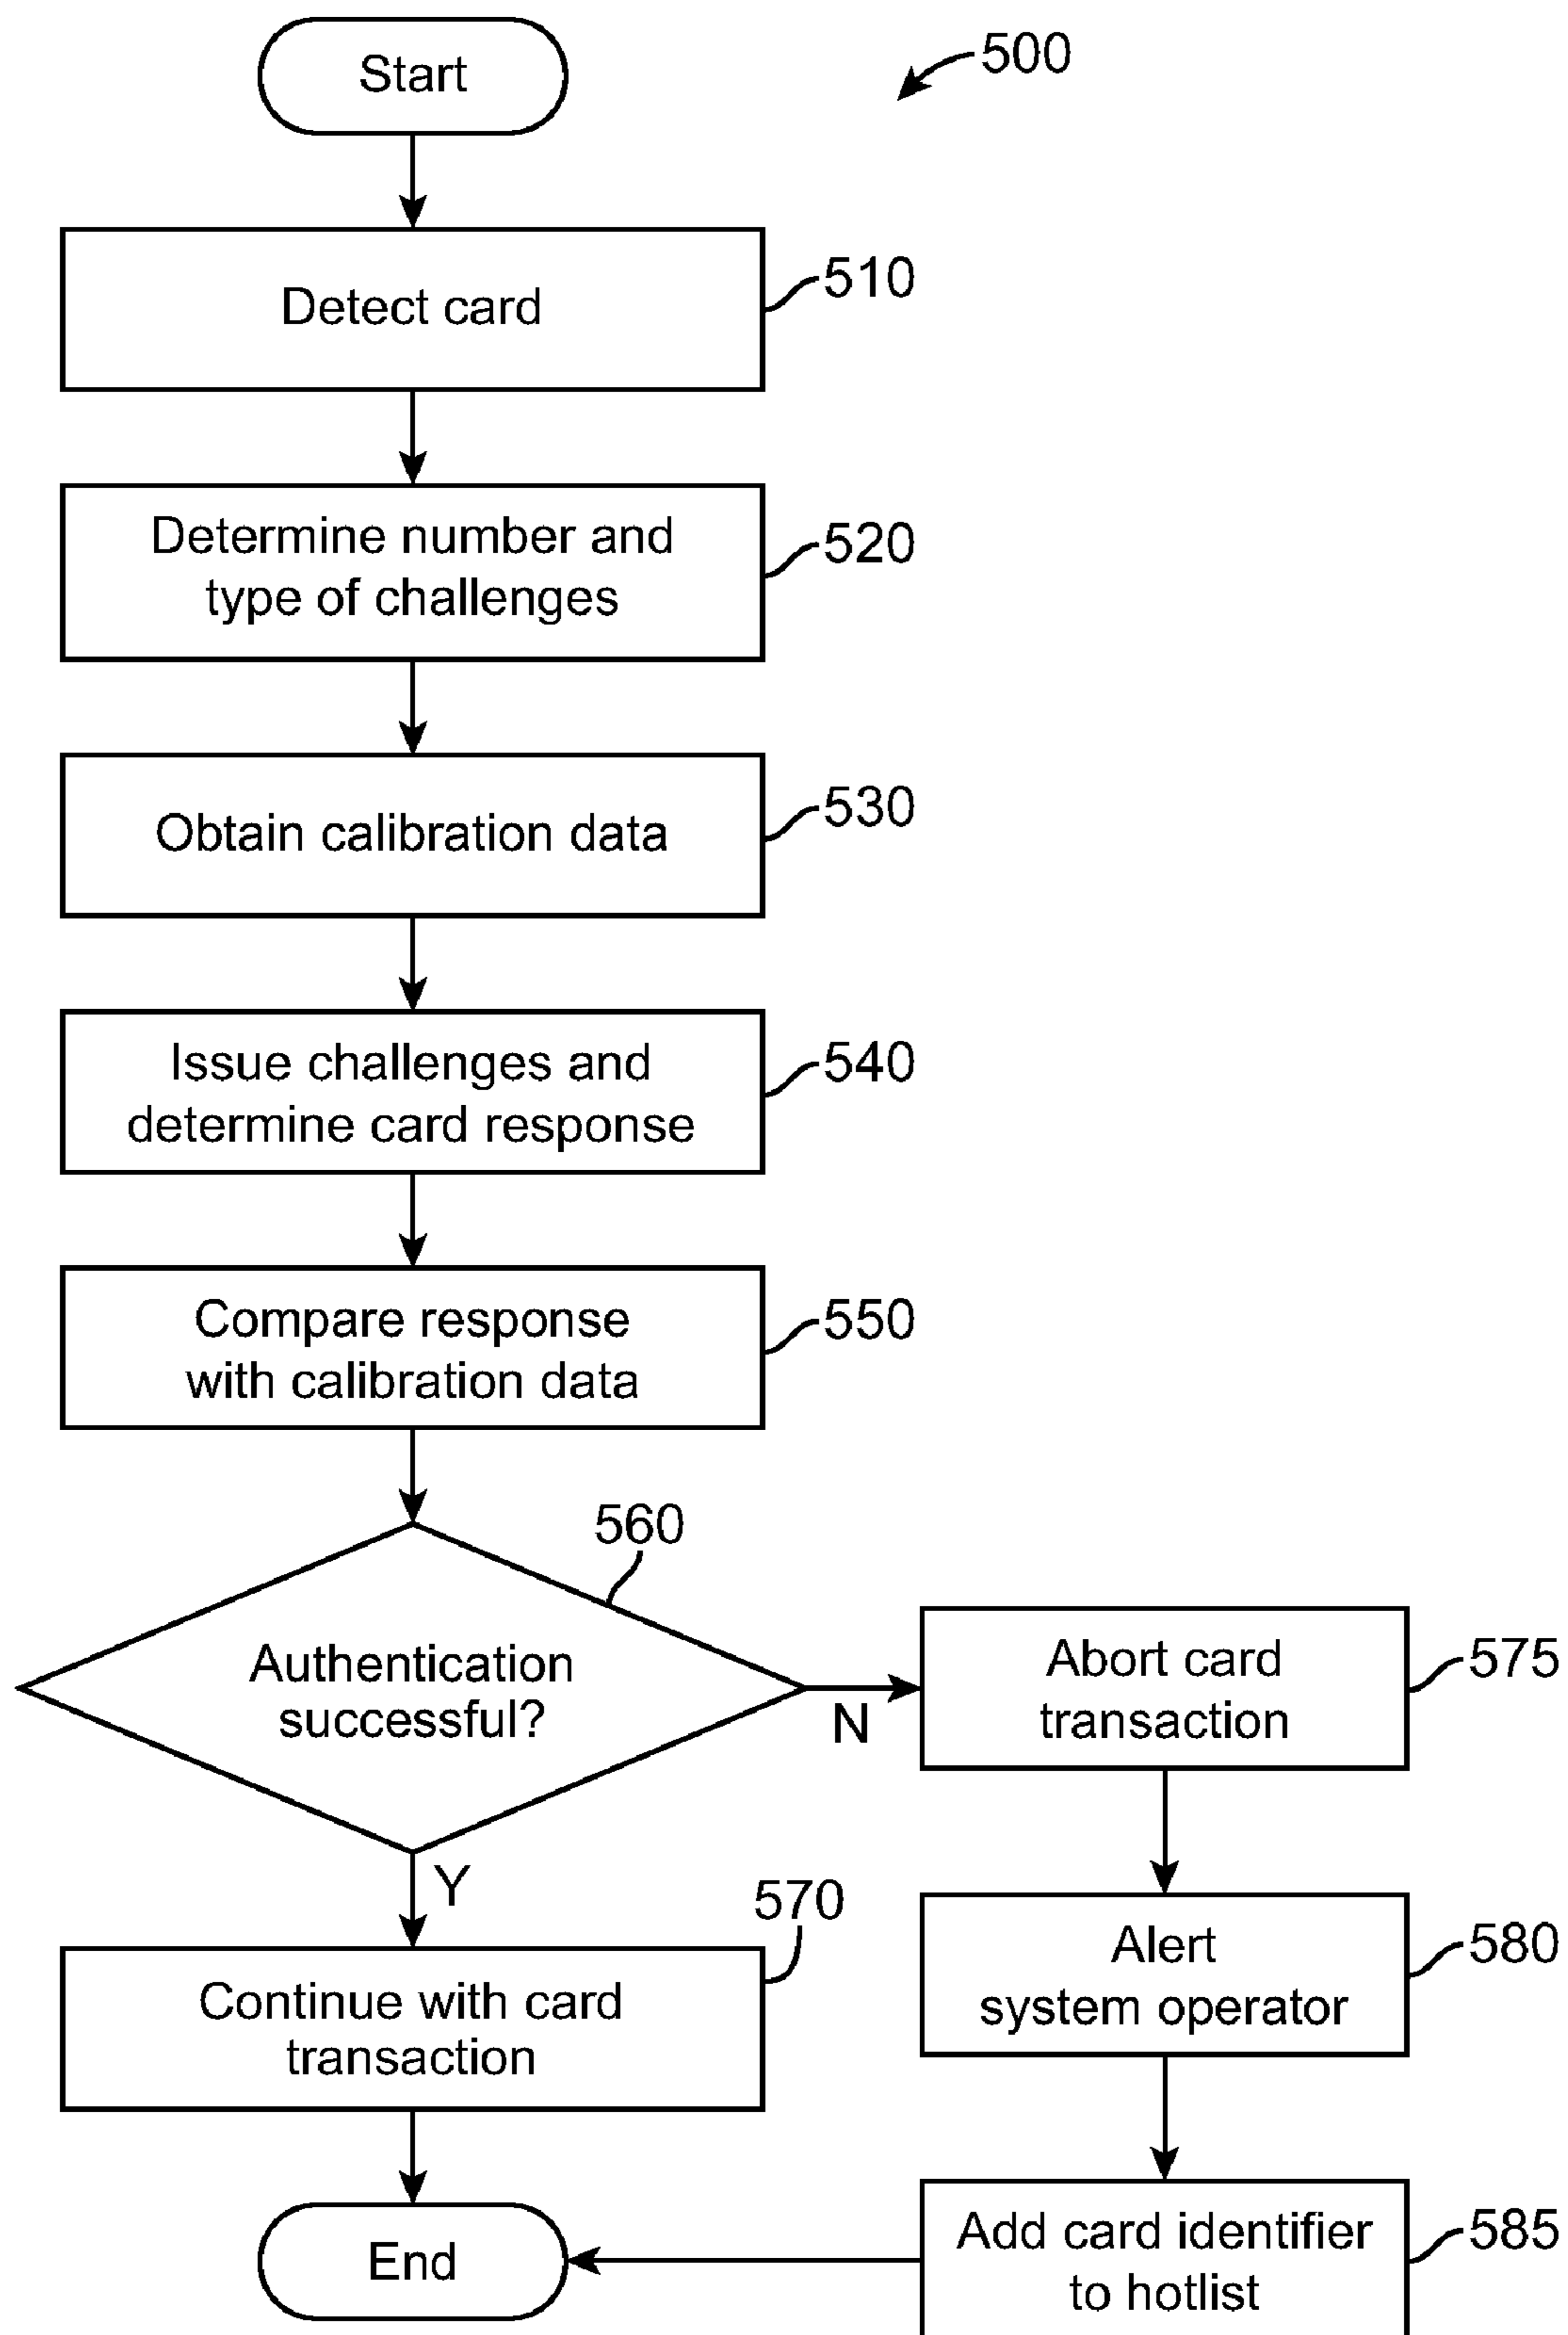 Start
500
Detect card
510
Determine number and
type of challenges
520
Obtain calibration data
530
Issue challenges and
determine card response
540
Compare response
with calibration data
550
560
Authentication
successful?
N
Abort card
transaction
575
Y
570
Continue with card
transaction
Alert
system operator
580
End
Add card identifier
to hotlist
585